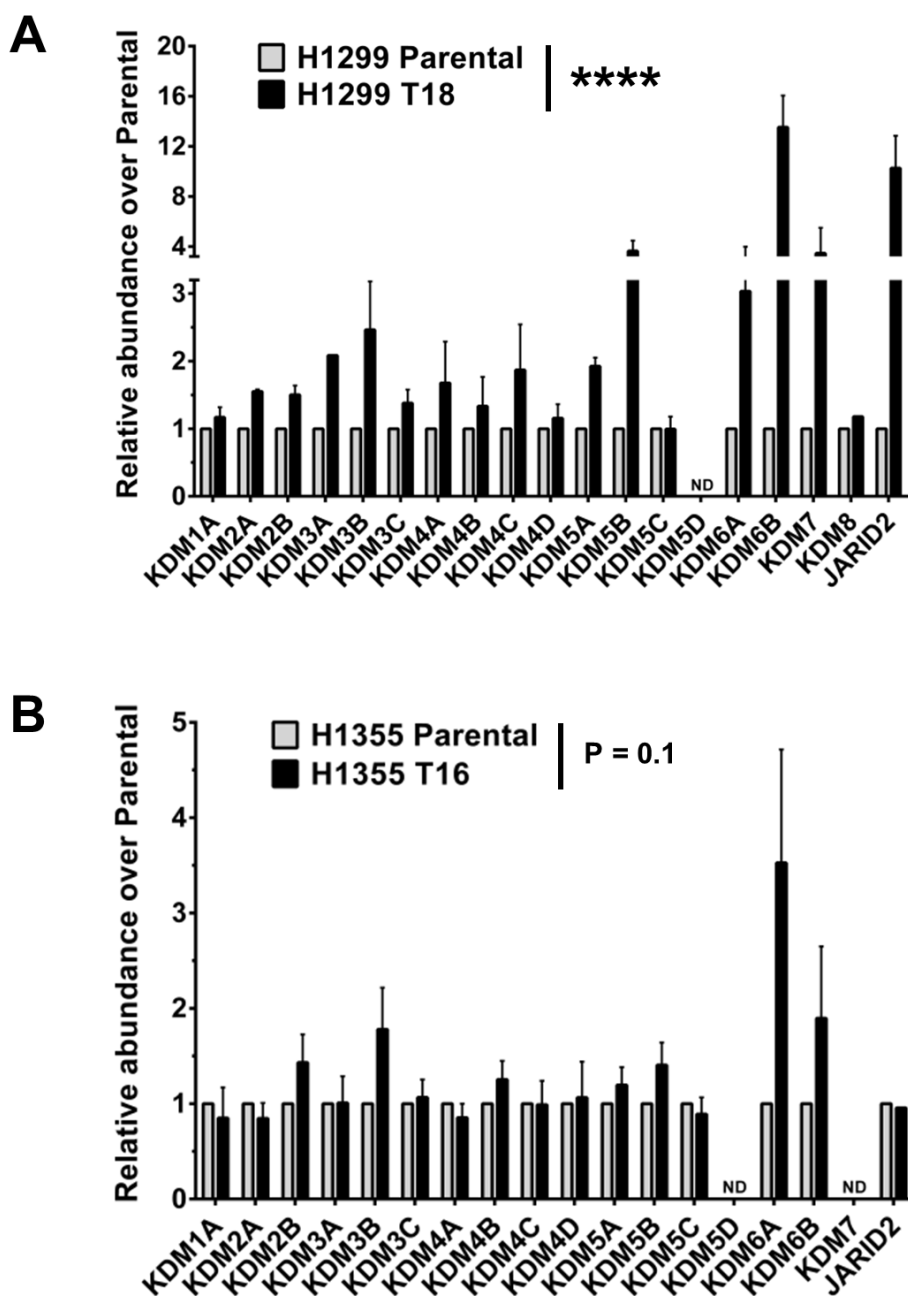 A
Relative abundance over Parental
20
16
12
8
4
3
2
1
0
H1299 Parental
H1299 T18
****
ND
KDM1A
KDM2A
KDM2B
KDM3A
KDM3B
KDM3C
KDM4A
KDM4B
KDM4C
KDM4D
KDM5A
KDM5B
KDM5C
KDM5D
KDM6A
KDM6B
KDM7
KDM8
JARID2
B
Relative abundance over Parental
5
4
3
2
1
0
H1355 Parental
H1355 T16
P = 0.1
ND
ND
KDM1A
KDM2A
KDM2B
KDM3A
KDM3B
KDM3C
KDM4A
KDM4B
KDM4C
KDM4D
KDM5A
KDM5B
KDM5C
KDM5D
KDM6A
KDM6B
KDM7
JARID2